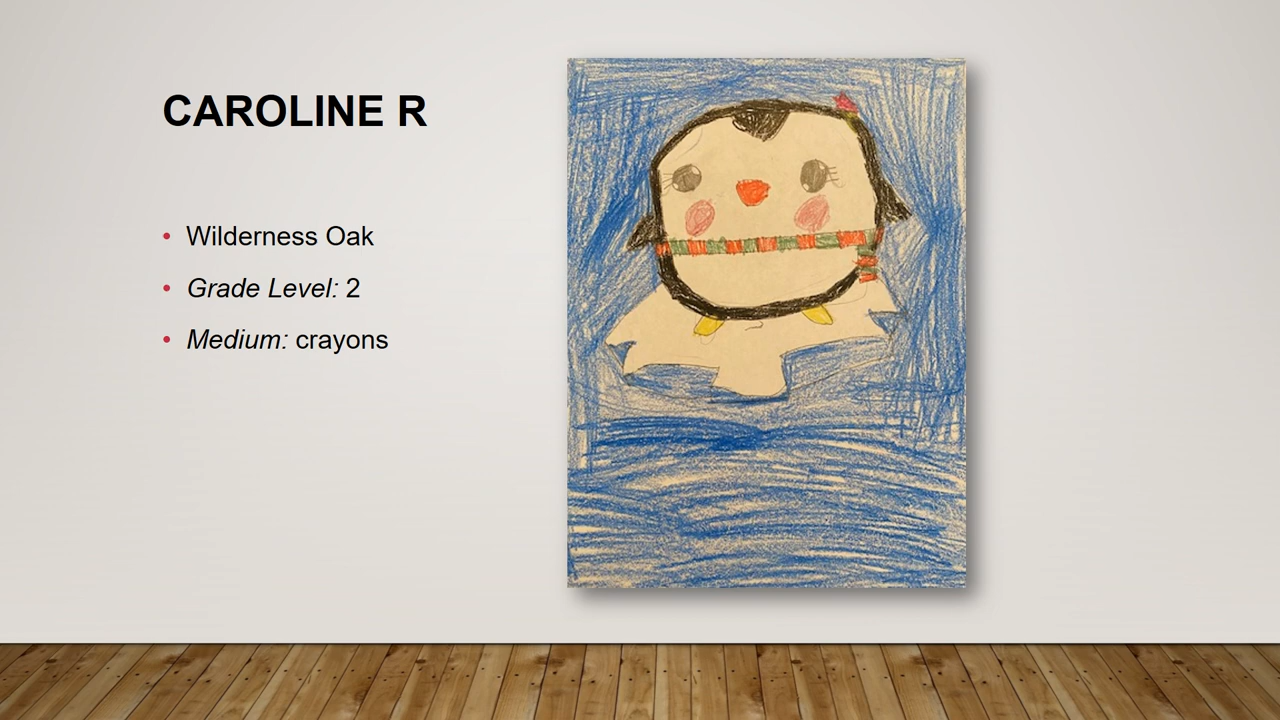 CAROLINE R
• Wilderness Oak
• Grade Level: 2
• Medium: crayons